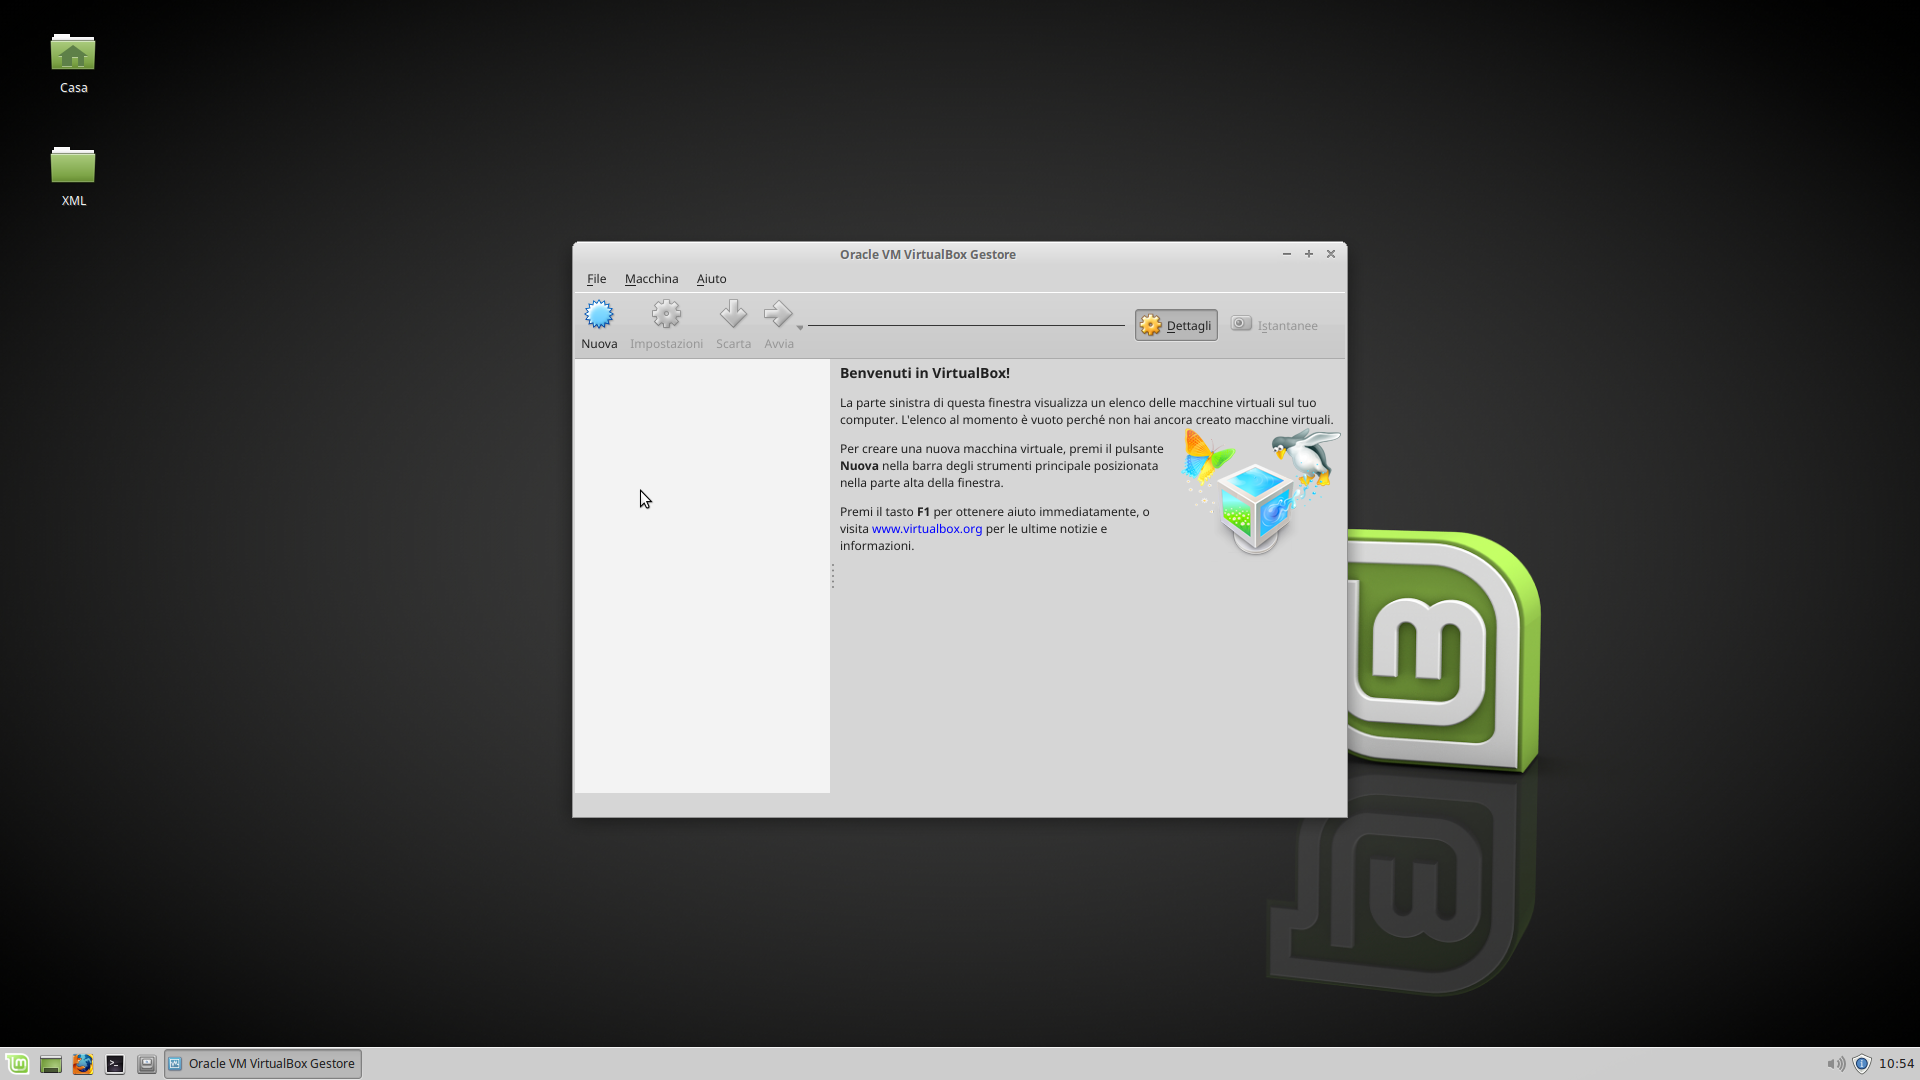 Casa
XML
Oracle VM VirtualBox Gestore
File Macchina Aiuto
Nuova Impostazioni Scarta Avvia Dettagli Istantanee
Benvenuti in VirtualBox!
La parte sinistra di questa finestra visualizza un elenco delle macchine virtuali sul tuo
computer. L'elenco al momento è vuoto perché non hai ancora creato macchine virtuali.
Per creare una nuova macchina virtuale, premi il pulsante
Nuova nella barra degli strumenti principale posizionata
nella parte alta della finestra.
Premi il tasto F1 per ottenere aiuto immediatamente, o
visita www.virtualbox.org per le ultime notizie e
informazioni.
Oracle VM VirtualBox Gestore
10:54